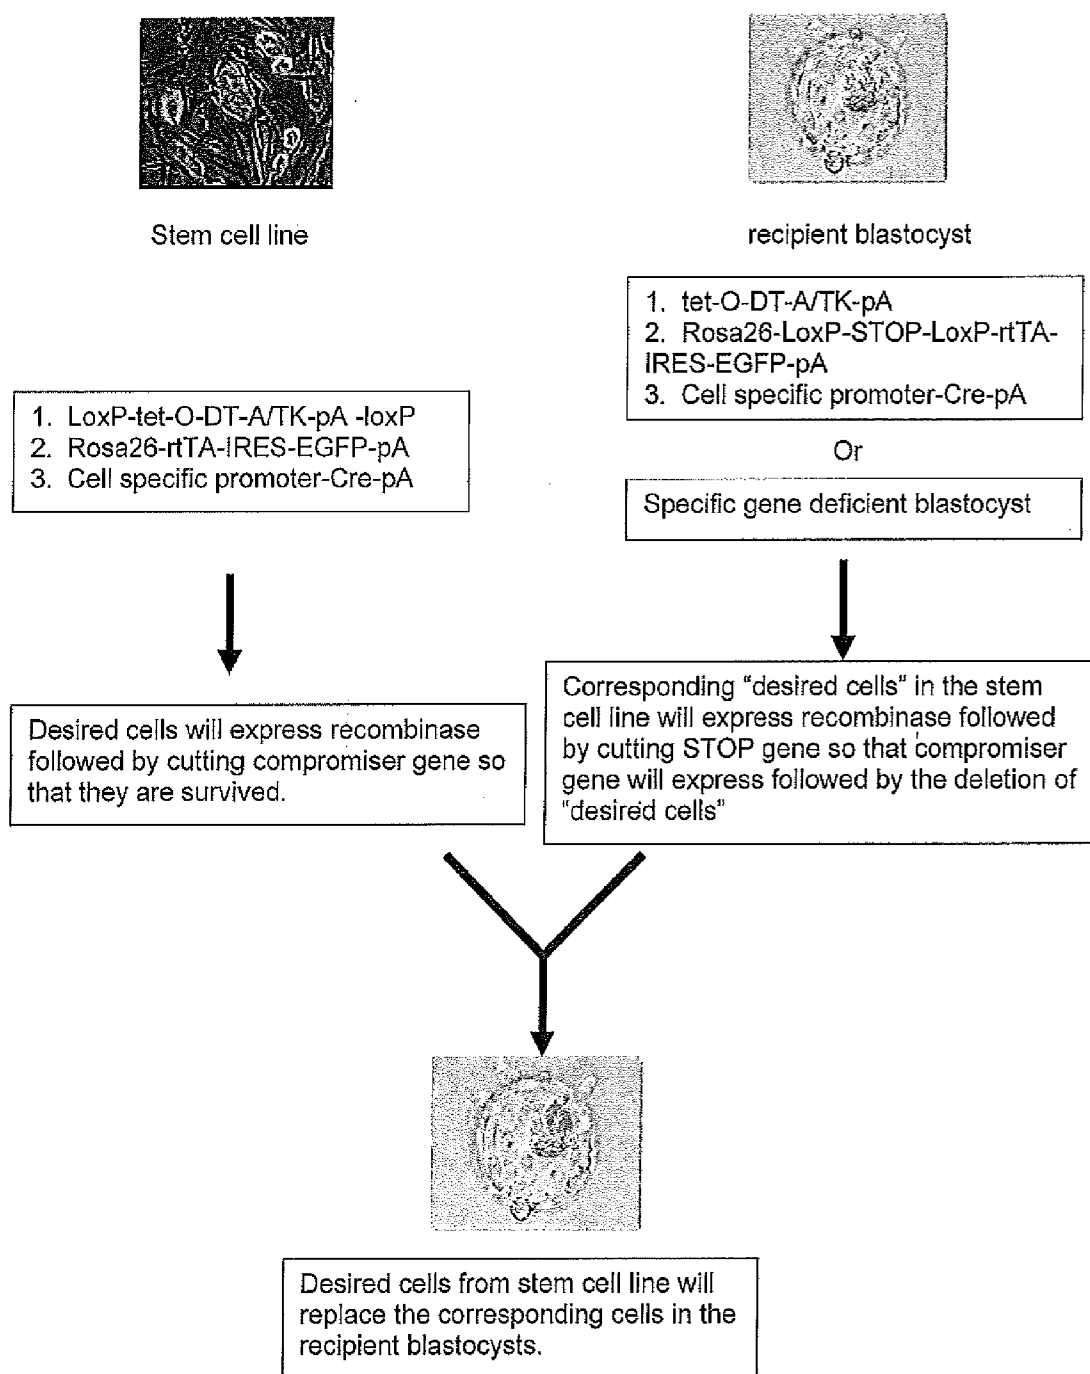 Stem cell line
recipient blastocyst
1. tet-O-DT-A/TK-pA
2. Rosa26-LoxP-STOP-LoxP-rtTA-
IRES-EGFP-pA
3. Cell specific promoter-Cre-pA
1. LoxP-tet-O-DT-A/TK-pA -loxP
2. Rosa26-rtTA-IRES-EGFP-pA
3. Cell specific promoter-Cre-pA
Or
Specific gene deficient blastocyst
Desired cells will express recombinase
followed by cutting compromiser gene so
that they are survived.
Corresponding "desired cells" in the stem
cell line will express recombinase followed
by cutting STOP gene so that compromiser
gene will express followed by the deletion of
"desired cells"
Desired cells from stem cell line will
replace the corresponding cells in the
recipient blastocysts.